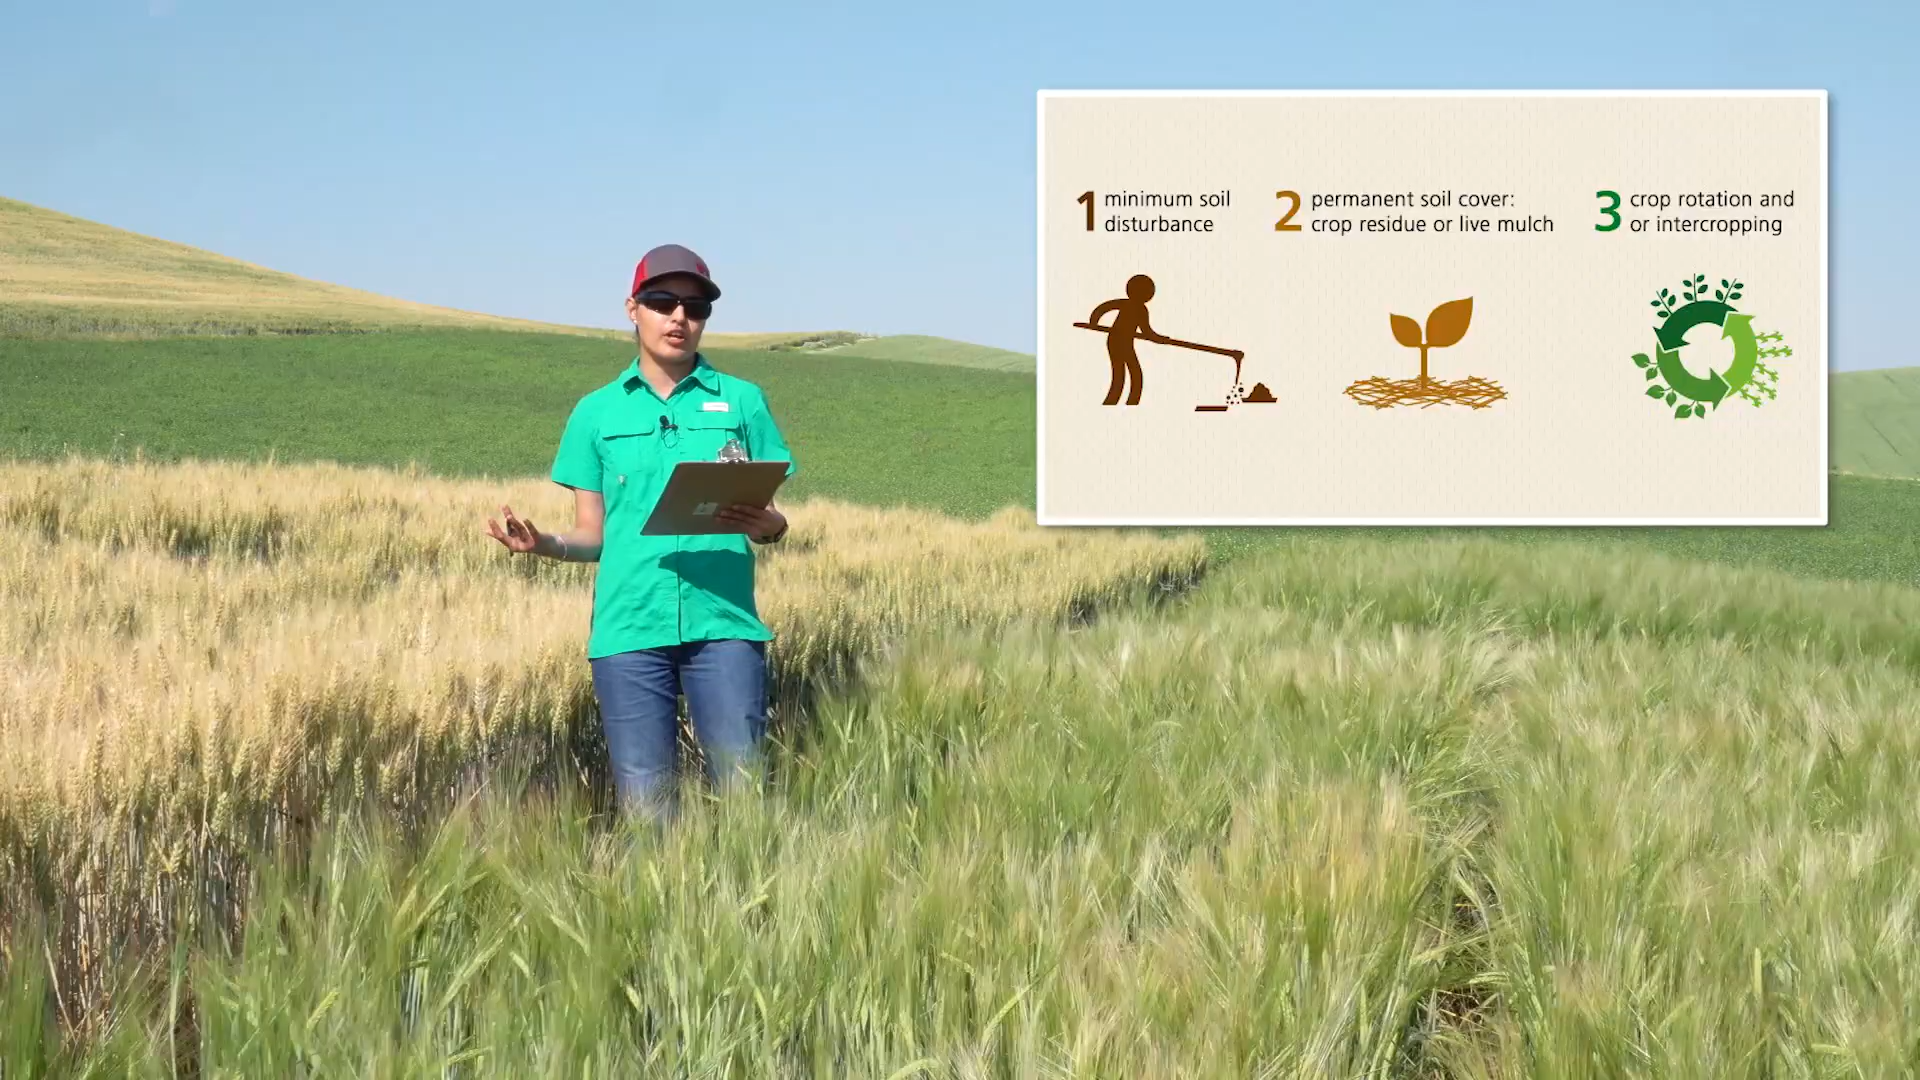 1 minimum soil
disturbance
2 permanent soil cover:
crop residue or live mulch
3 crop rotation and
or intercropping